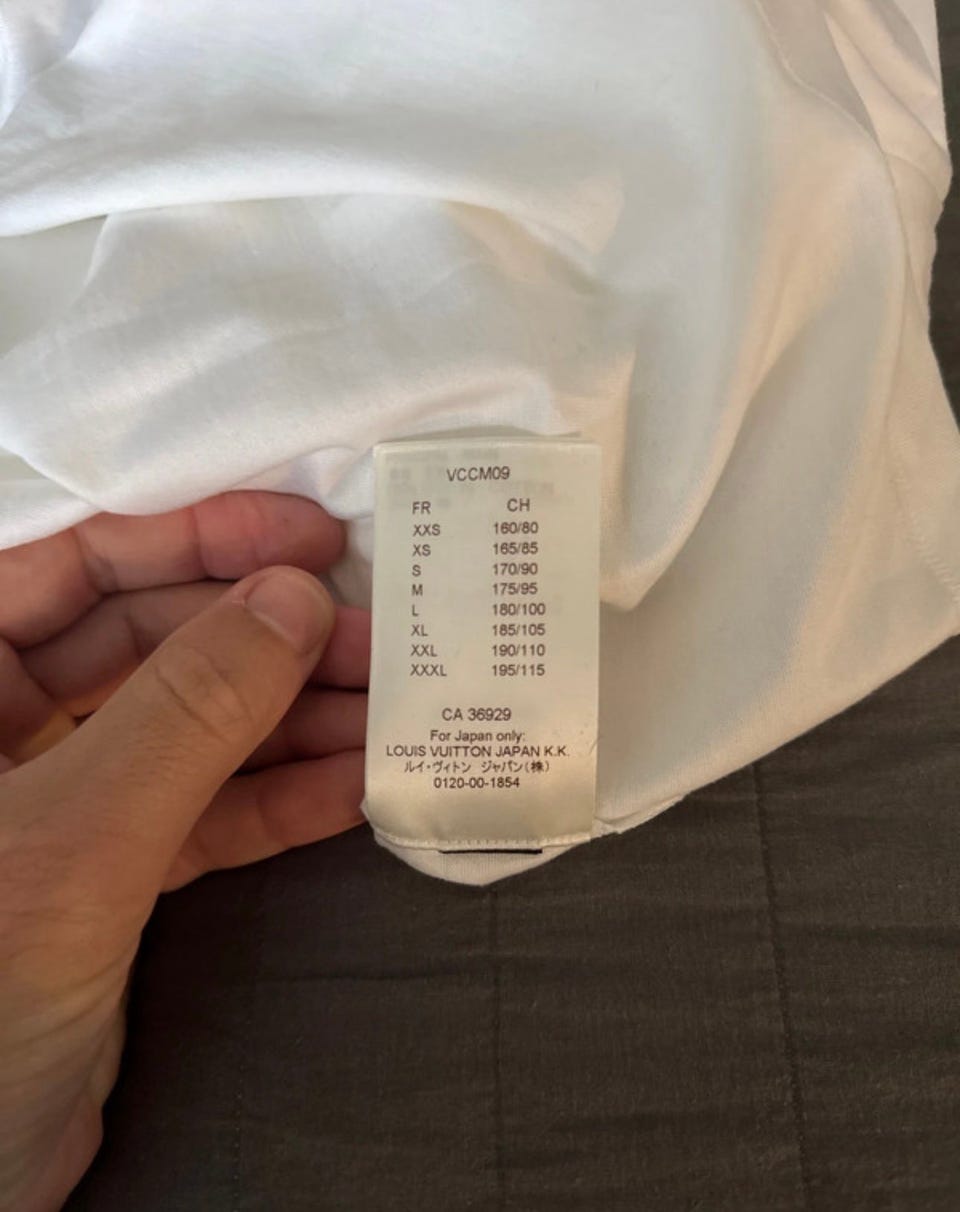 VCCM09
FR CH
XXS 160/80
XS 165/85
S 170/90
M 175/95
L 180/100
XL 185/105
XXL 190/110
XXXL 195/115
CA 36929
For Japan only:
LOUIS VUITTON JAPAN K.K.
ルイ・ヴィトン ジャパン(株)
0120-00-1854